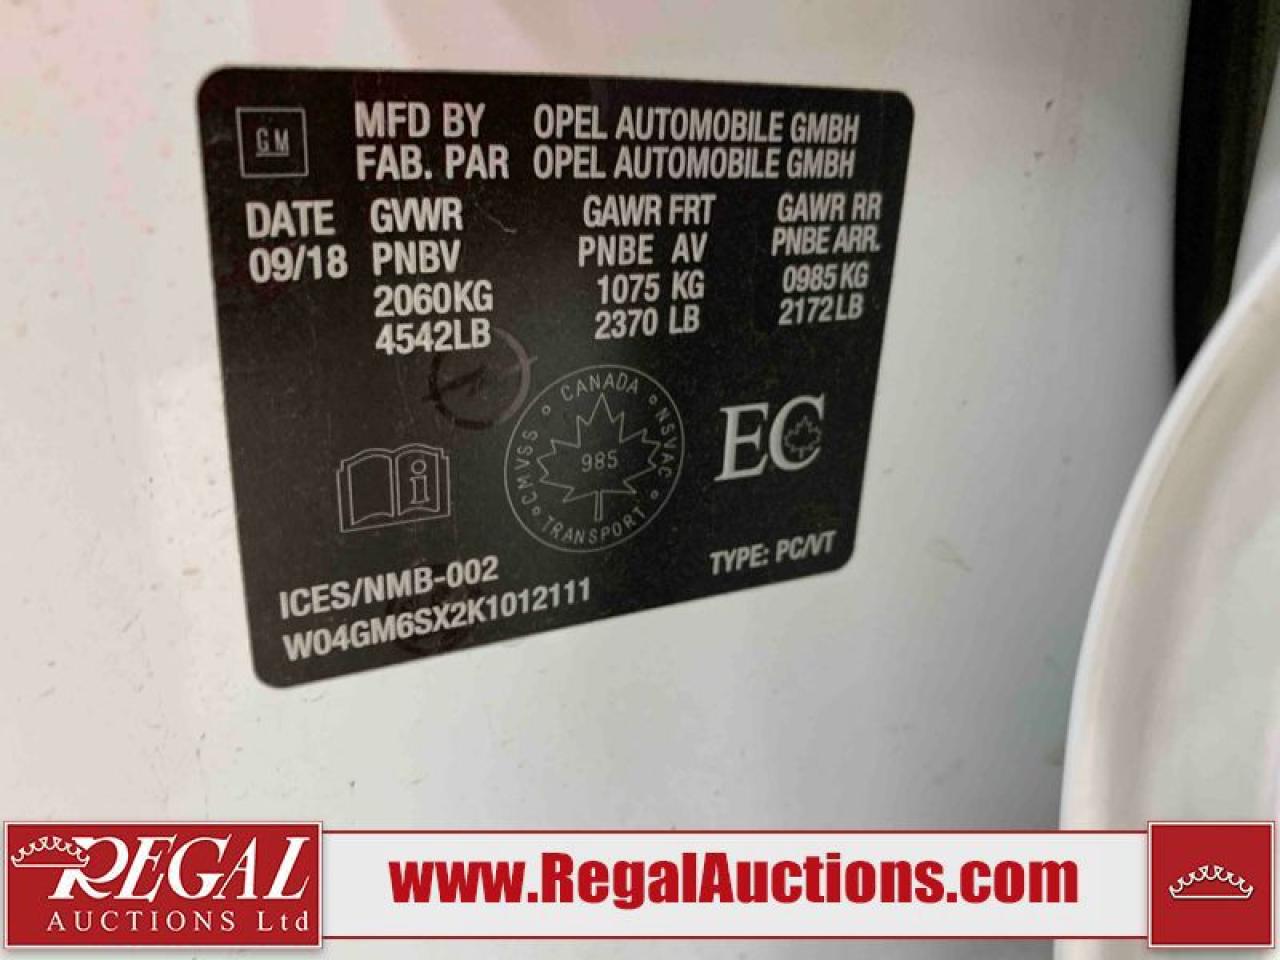 GM
MFD BY OPEL AUTOMOBILE GMBH
FAB. PAR OPEL AUTOMOBILE GMBH
DATE GVWR GAWR FRT GAWR RR
09/18 PNBV PNBE AV PNBE ARR.
2060KG 1075 KG 0985KG
4542LB 2370 LB 2172LB
CANADA
CMVSS 985 NSVAC
TRANSPORT
EC
i
ICES/NMB-002 TYPE: PC/VT
W04GM6SX2K1012111
REGAL
AUCTIONS Ltd
www.RegalAuctions.com